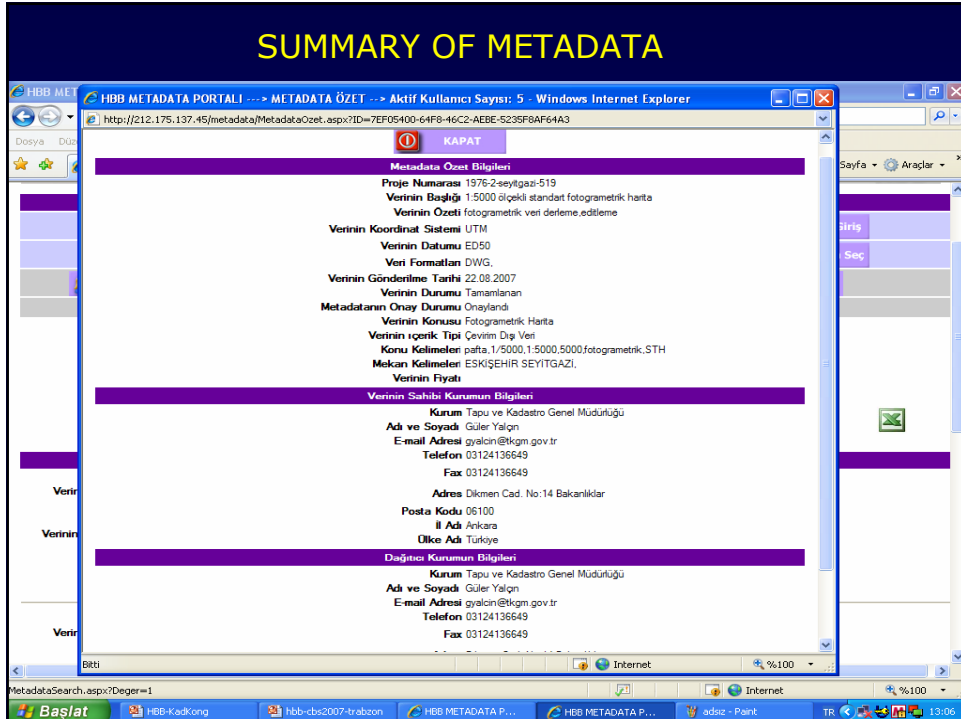 SUMMARY OF METADATA
HBB MET
HBB METADATA PORTALI ---> METADATA ÖZET --> Aktif Kullanıcı Sayısı: 5 - Windows Internet Explorer
http://212.175.137.45/metadata/MetadataOzet.aspx?ID=7EF05400-64F8-46C2-AEBE-5235F8AF64A3
Dosya Düz
Sayfa Araçlar
KAPAT
Metadata Özet Bilgileri
Proje Numarası 1976-2-seyitgazi-519
Verinin Başlığı 1:5000 ölçekli standart fotogrametrik harita
Verinin Özeti fotogrametrik veri derleme,editleme
Verinin Koordinat Sistemi UTM
Giriş
Verinin Datumu ED50
Seç
Veri Formatları DWG,
Verinin Gönderilme Tarihi 22.08.2007
Verinin Durumu Tamamlanan
Metadatanın Onay Durumu Onaylandı
Verinin Konusu Fotogrametrik Harita
Verinin ıçerik Tipi Çevirim Dışı Veri
Konu Kelimeleri pafta,1/5000,1:5000,5000,fotogrametrik,STH
Mekan Kelimeleri ESKİŞEHİR SEYİTGAZİ,
Verinin Fiyatı
Verinin Sahibi Kurumun Bilgileri
Kurum Tapu ve Kadastro Genel Müdürlüğü
Adı ve Soyadı Güler Yalçın
E-mail Adresi gyalcin@tkgm.gov.tr
Telefon 03124136649
Fax 03124136649
Verin
Adres Dikmen Cad. No:14 Bakanlıklar
Posta Kodu 06100
İl Adı Ankara
Verinin
Ülke Adı Türkiye
Dağıtıcı Kurumun Bilgileri
Kurum Tapu ve Kadastro Genel Müdürlüğü
Adı ve Soyadı Güler Yalçın
E-mail Adresi gyalcin@tkgm.gov.tr
Telefon 03124136649
Verin
Fax 03124136649
Bitti Internet %100
MetadataSearch.aspx?Deger=1 Internet %100
Başlat HBB-KadKong hbb-cbs2007-trabzon HBB METADATA P... HBB METADATA P... adsız - Paint TR 13:06